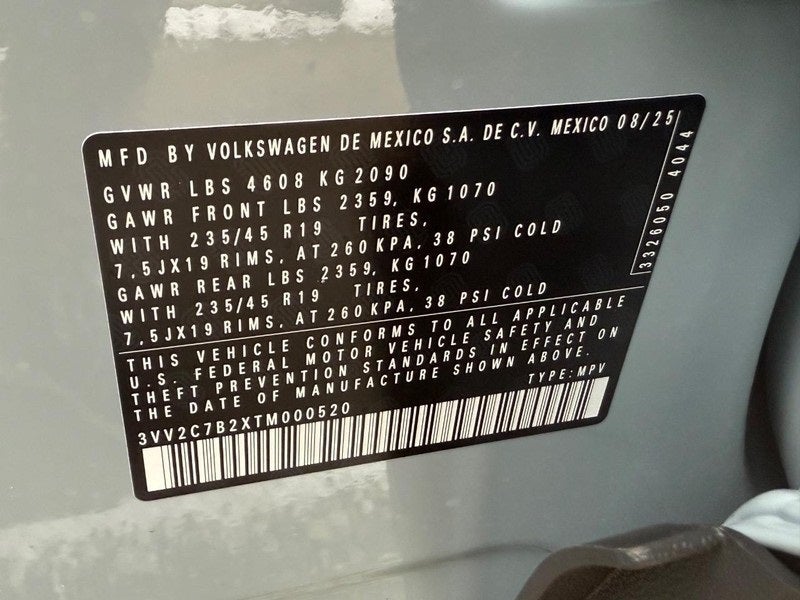 MFD BY VOLKSWAGEN DE MEXICO S.A. DE C.V. MEXICO 08/25
GVWR LBS 4608 KG 2090
GAWR FRONT LBS 2359, KG 1070
WITH 235/45 R19 TIRES,
7,5JX19 RIMS, AT 260 KPA, 38 PSI COLD
GAWR REAR LBS 2359, KG 1070
WITH 235/45 R19 TIRES,
7,5JX19 RIMS, AT 260 KPA, 38 PSI COLD
THIS VEHICLE CONFORMS TO ALL APPLICABLE
U.S. FEDERAL MOTOR VEHICLE SAFETY AND
THEFT PREVENTION STANDARDS IN EFFECT ON
THE DATE OF MANUFACTURE SHOWN ABOVE.
TYPE: MPV
3VV2C7B2XTM000520
3326050 4044